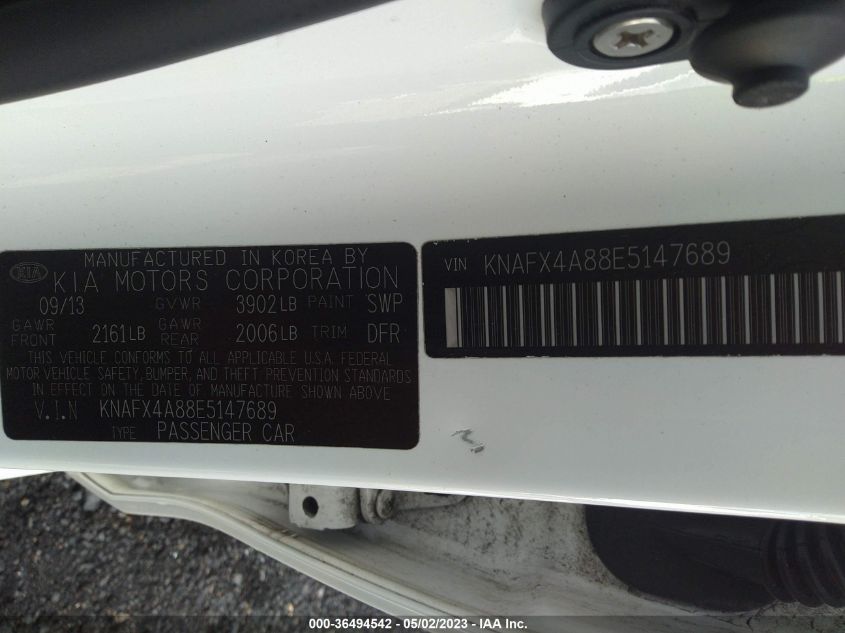 MANUFACTURED IN KOREA BY
KIA KIA MOTORS CORPORATION
09/13 GVWR 3902LB PAINT SWP
GAWR FRONT 2161LB GAWR REAR 2006LB TRIM DFR
THIS VEHICLE CONFORMS TO ALL APPLICABLE U.S.A. FEDERAL
MOTOR VEHICLE SAFETY, BUMPER, AND THEFT PREVENTION STANDARDS
IN EFFECT ON THE DATE OF MANUFACTURE SHOWN ABOVE
V.I.N KNAFX4A88E5147689
TYPE PASSENGER CAR
VIN KNAFX4A88E5147689
000-36494542 - 05/02/2023 - IAA Inc.